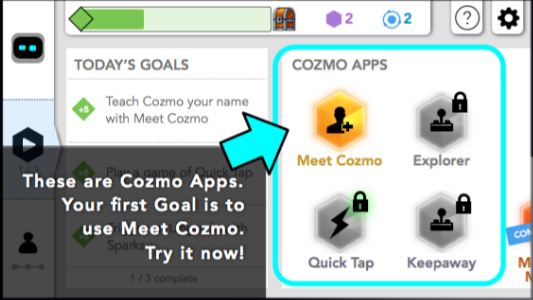 2
2
?
TODAY'S GOALS
+5
Teach Cozmo your name
with Meet Cozmo
Play a game of Quick Tap
1 / 3 complete
COZMO APPS
Meet Cozmo
Explorer
Quick Tap
Keepaway
These are Cozmo Apps.
Your first Goal is to
use Meet Cozmo.
Try it now!